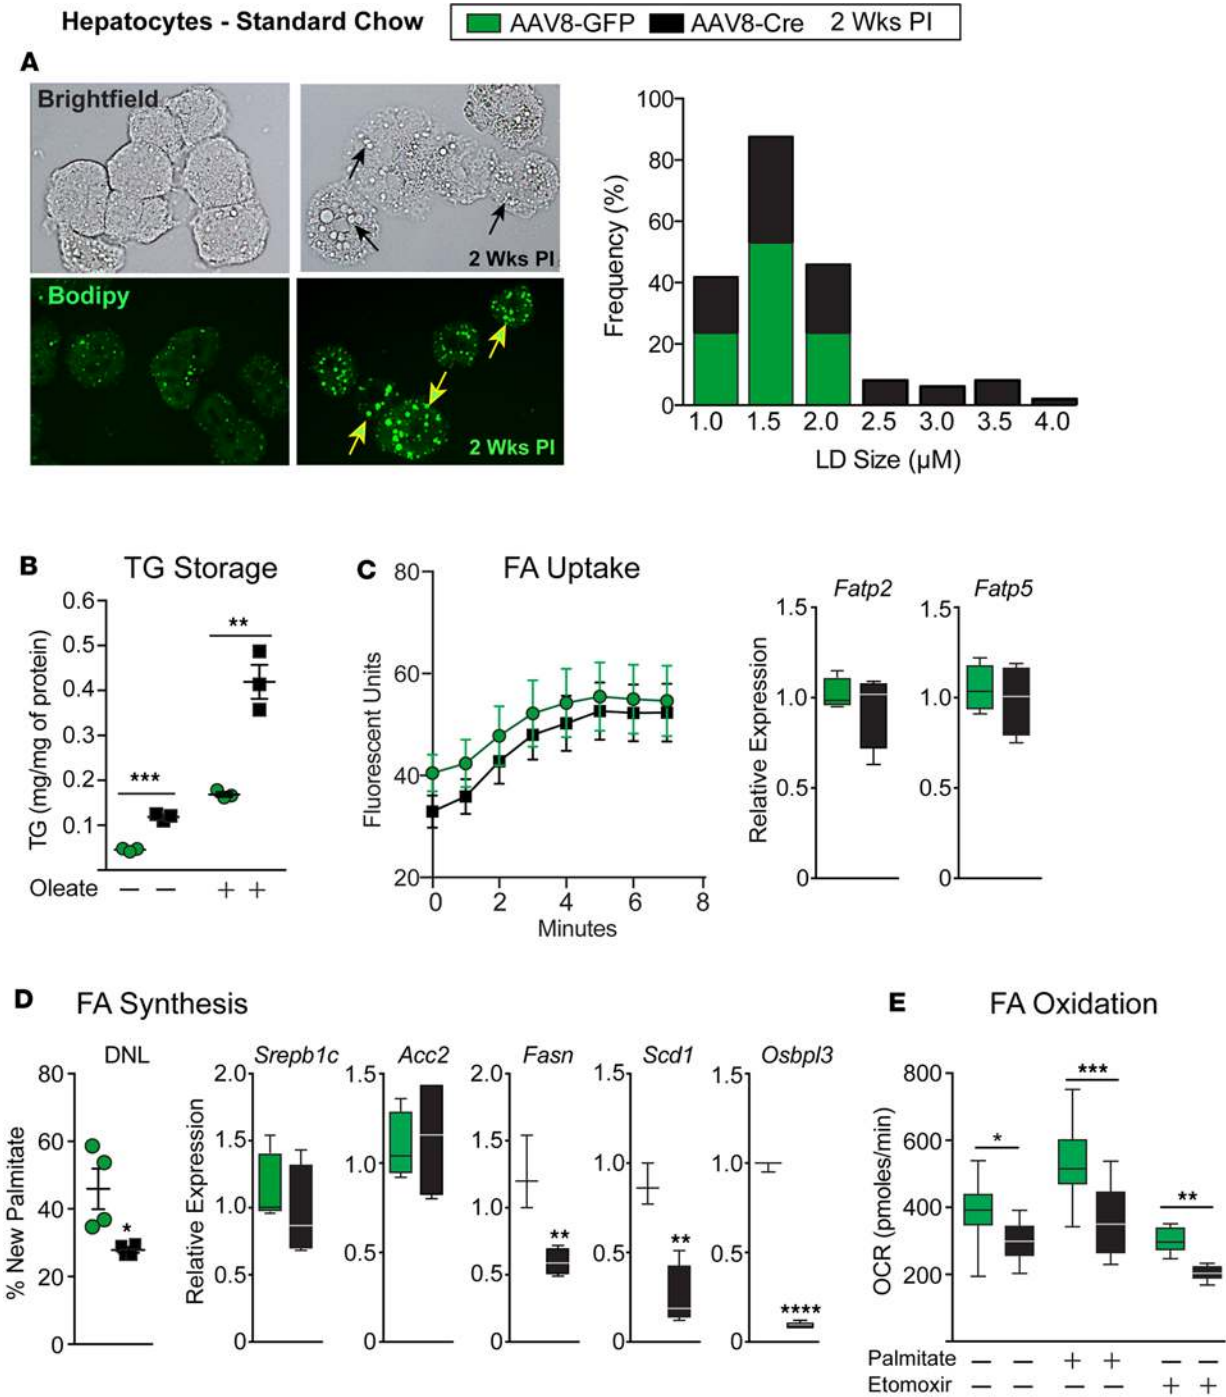 Hepatocytes - Standard Chow
AAV8-GFP AAV8-Cre 2 Wks PI
A
Brightfield
2 Wks PI
Bodipy
2 Wks PI
100
80
60
40
20
0
Frequency (%)
1.0 1.5 2.0 2.5 3.0 3.5 4.0
LD Size (µM)
B TG Storage
0.6
0.5
0.4
0.3
0.2
0.1
TG (mg/mg of protein)
***
**
Oleate — — + +
C FA Uptake
80
60
40
20
Fluorescent Units
0 2 4 6 8
Minutes
Fatp2
1.5
1.0
0.5
0
Relative Expression
Fatp5
1.5
1.0
0.5
0
D FA Synthesis
DNL
80
60
40
20
0
% New Palmitate
*
Srepb1c
2.0
1.5
1.0
0.5
0
Relative Expression
Acc2
1.5
1.0
0.5
0
Fasn
2.0
1.5
1.0
0.5
0
**
Scd1
1.5
1.0
0.5
0
**
Osbpl3
1.5
1.0
0.5
0
****
E FA Oxidation
800
600
400
200
OCR (pmoles/min)
*
***
**
Palmitate — — + + — —
Etomoxir — — — — + +